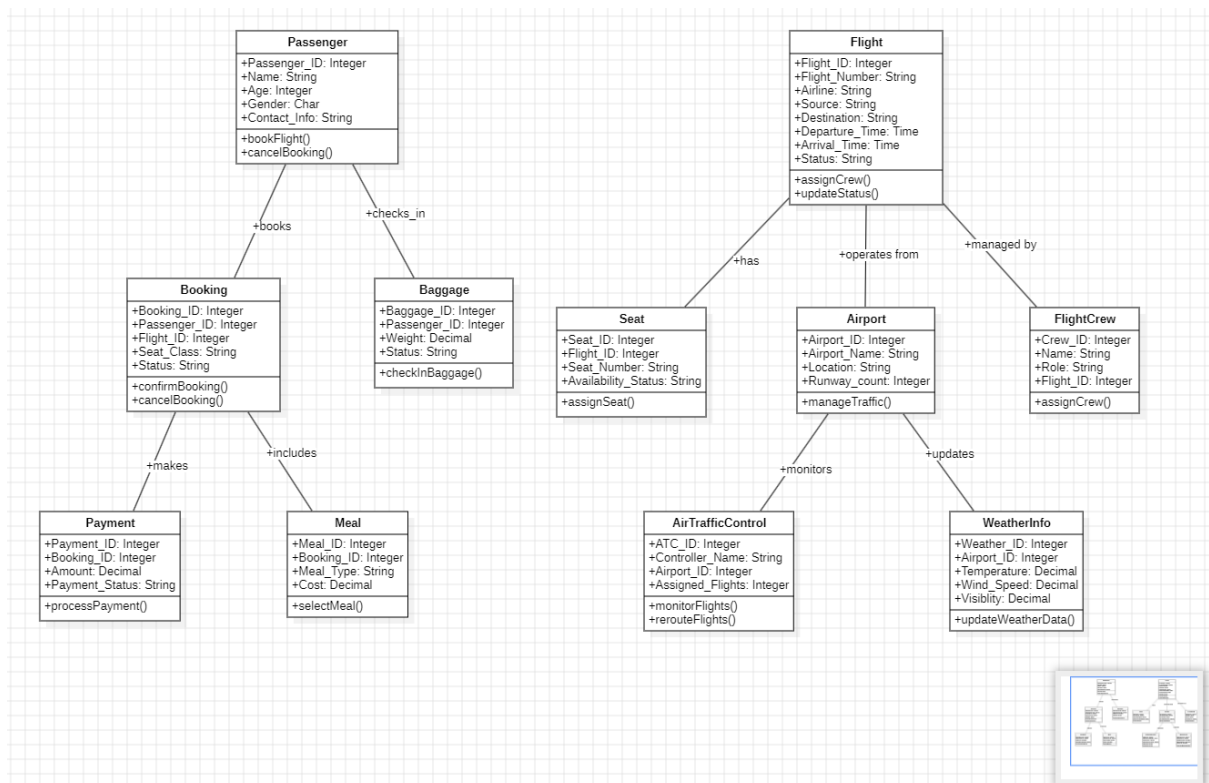 Passenger
+Passenger_ID: Integer
+Name: String
+Age: Integer
+Gender: Char
+Contact_Info: String
+bookFlight()
+cancelBooking()
Flight
+Flight_ID: Integer
+Flight_Number: String
+Airline: String
+Source: String
+Destination: String
+Departure_Time: Time
+Arrival_Time: Time
+Status: String
+assignCrew()
+updateStatus()
+books
+checks_in
+has
+operates from
+managed by
Booking
+Booking_ID: Integer
+Passenger_ID: Integer
+Flight_ID: Integer
+Seat_Class: String
+Status: String
+confirmBooking()
+cancelBooking()
Baggage
+Baggage_ID: Integer
+Passenger_ID: Integer
+Weight: Decimal
+Status: String
+checkInBaggage()
Seat
+Seat_ID: Integer
+Flight_ID: Integer
+Seat_Number: String
+Availability_Status: String
+assignSeat()
Airport
+Airport_ID: Integer
+Airport_Name: String
+Location: String
+Runway_count: Integer
+manageTraffic()
FlightCrew
+Crew_ID: Integer
+Name: String
+Role: String
+Flight_ID: Integer
+assignCrew()
+makes
+includes
+monitors
+updates
Payment
+Payment_ID: Integer
+Booking_ID: Integer
+Amount: Decimal
+Payment_Status: String
+processPayment()
Meal
+Meal_ID: Integer
+Booking_ID: Integer
+Meal_Type: String
+Cost: Decimal
+selectMeal()
AirTrafficControl
+ATC_ID: Integer
+Controller_Name: String
+Airport_ID: Integer
+Assigned_Flights: Integer
+monitorFlights()
+rerouteFlights()
WeatherInfo
+Weather_ID: Integer
+Airport_ID: Integer
+Temperature: Decimal
+Wind_Speed: Decimal
+Visiblity: Decimal
+updateWeatherData()